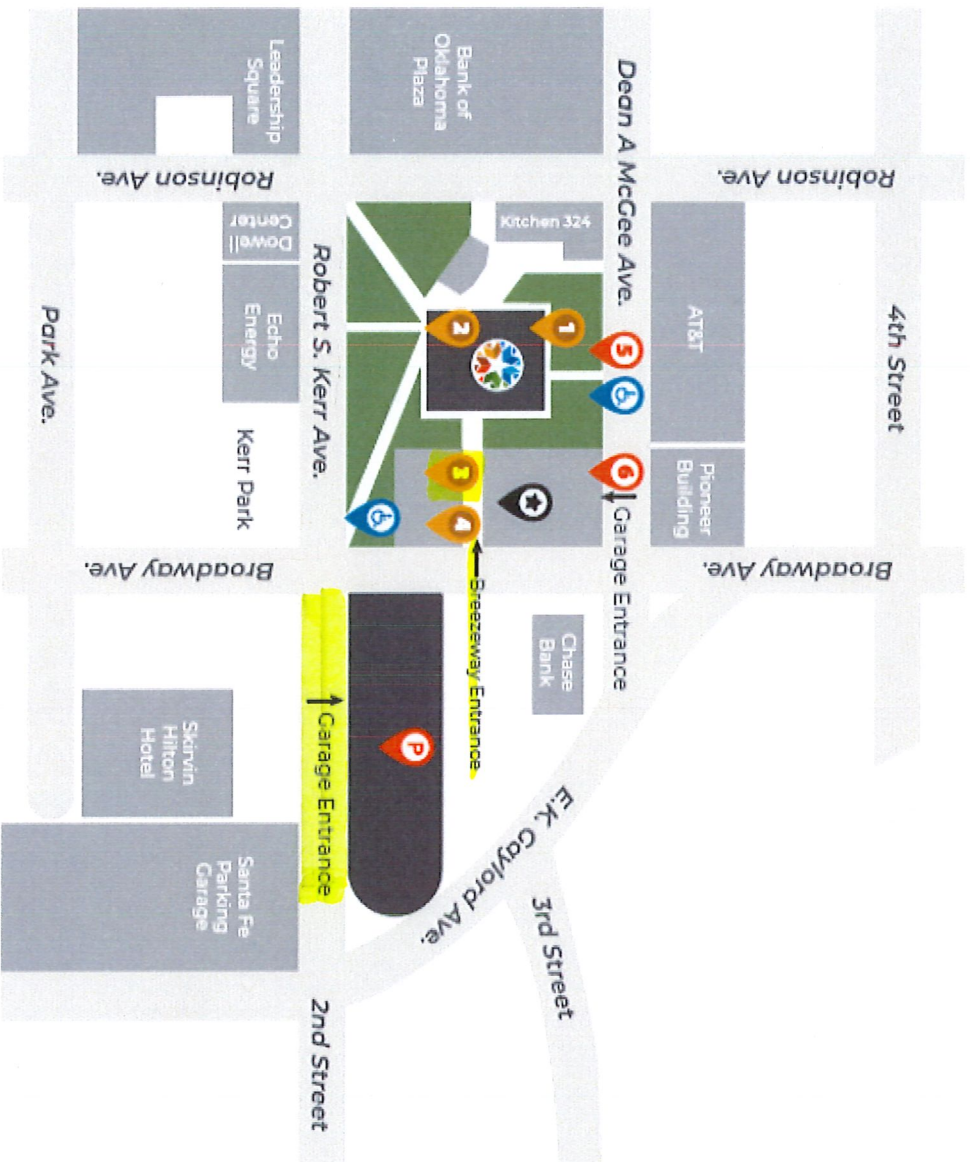 4th Street
Robinson Ave.
AT&T
Pioneer
Building
Broadway Ave.
Dean A McGee Ave.
5
6
Garage Entrance
Bank of
Oklahoma
Plaza
Kitchen 324
1
2
3
4
Breezeway Entrance
Chase
Bank
P
E.K. Gaylord Ave.
3rd Street
Robert S. Kerr Ave.
Garage Entrance
2nd Street
Leadership
Square
Robinson Ave.
Dowell
Center
Echo
Energy
Kerr Park
Broadway Ave.
Skirvin
Hilton
Hotel
Santa Fe
Parking
Garage
Park Ave.